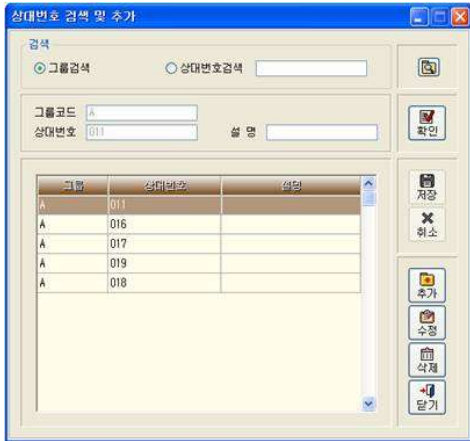 상대번호 검색 및 추가
검색
그룹검색 상대번호검색
그룹코드 A
상대번호 011 설 명
확인
저장
취소
그룹 상대번호 설명
A 011
A 016
A 017
A 019
A 018
추가
수정
삭제
닫기